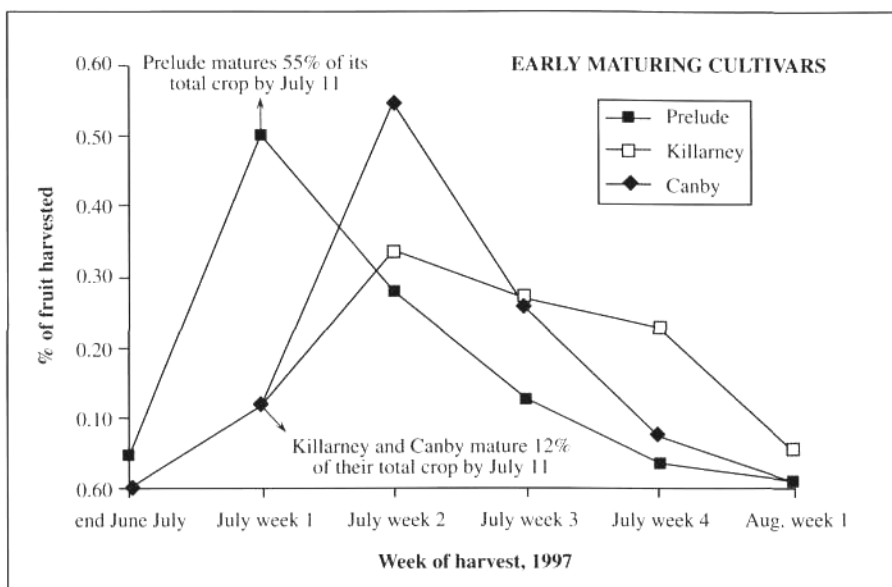 0.60
Prelude matures 55% of its
total crop by July 11
EARLY MATURING CULTIVARS
Prelude
Killarney
Canby
0.50
0.40
0.30
0.20
0.10
0.60
% of fruit harvested
Killarney and Canby mature 12%
of their total crop by July 11
end June July July week 1 July week 2 July week 3 July week 4 Aug. week 1
Week of harvest, 1997